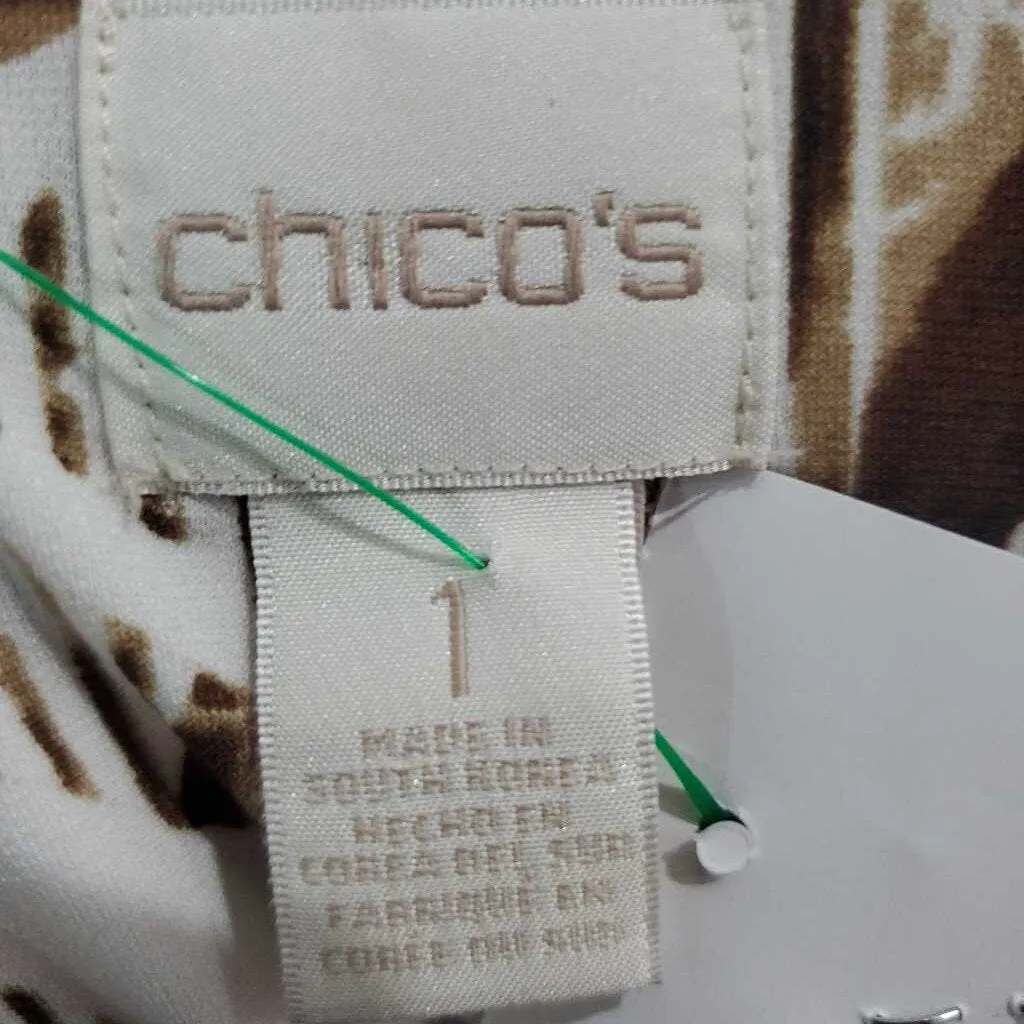 chico's
1
MADE IN
SOUTH KOREA
HECHO EN
COREA DEL SUR
FABRIQUÉ EN
CORÉE DU SUD